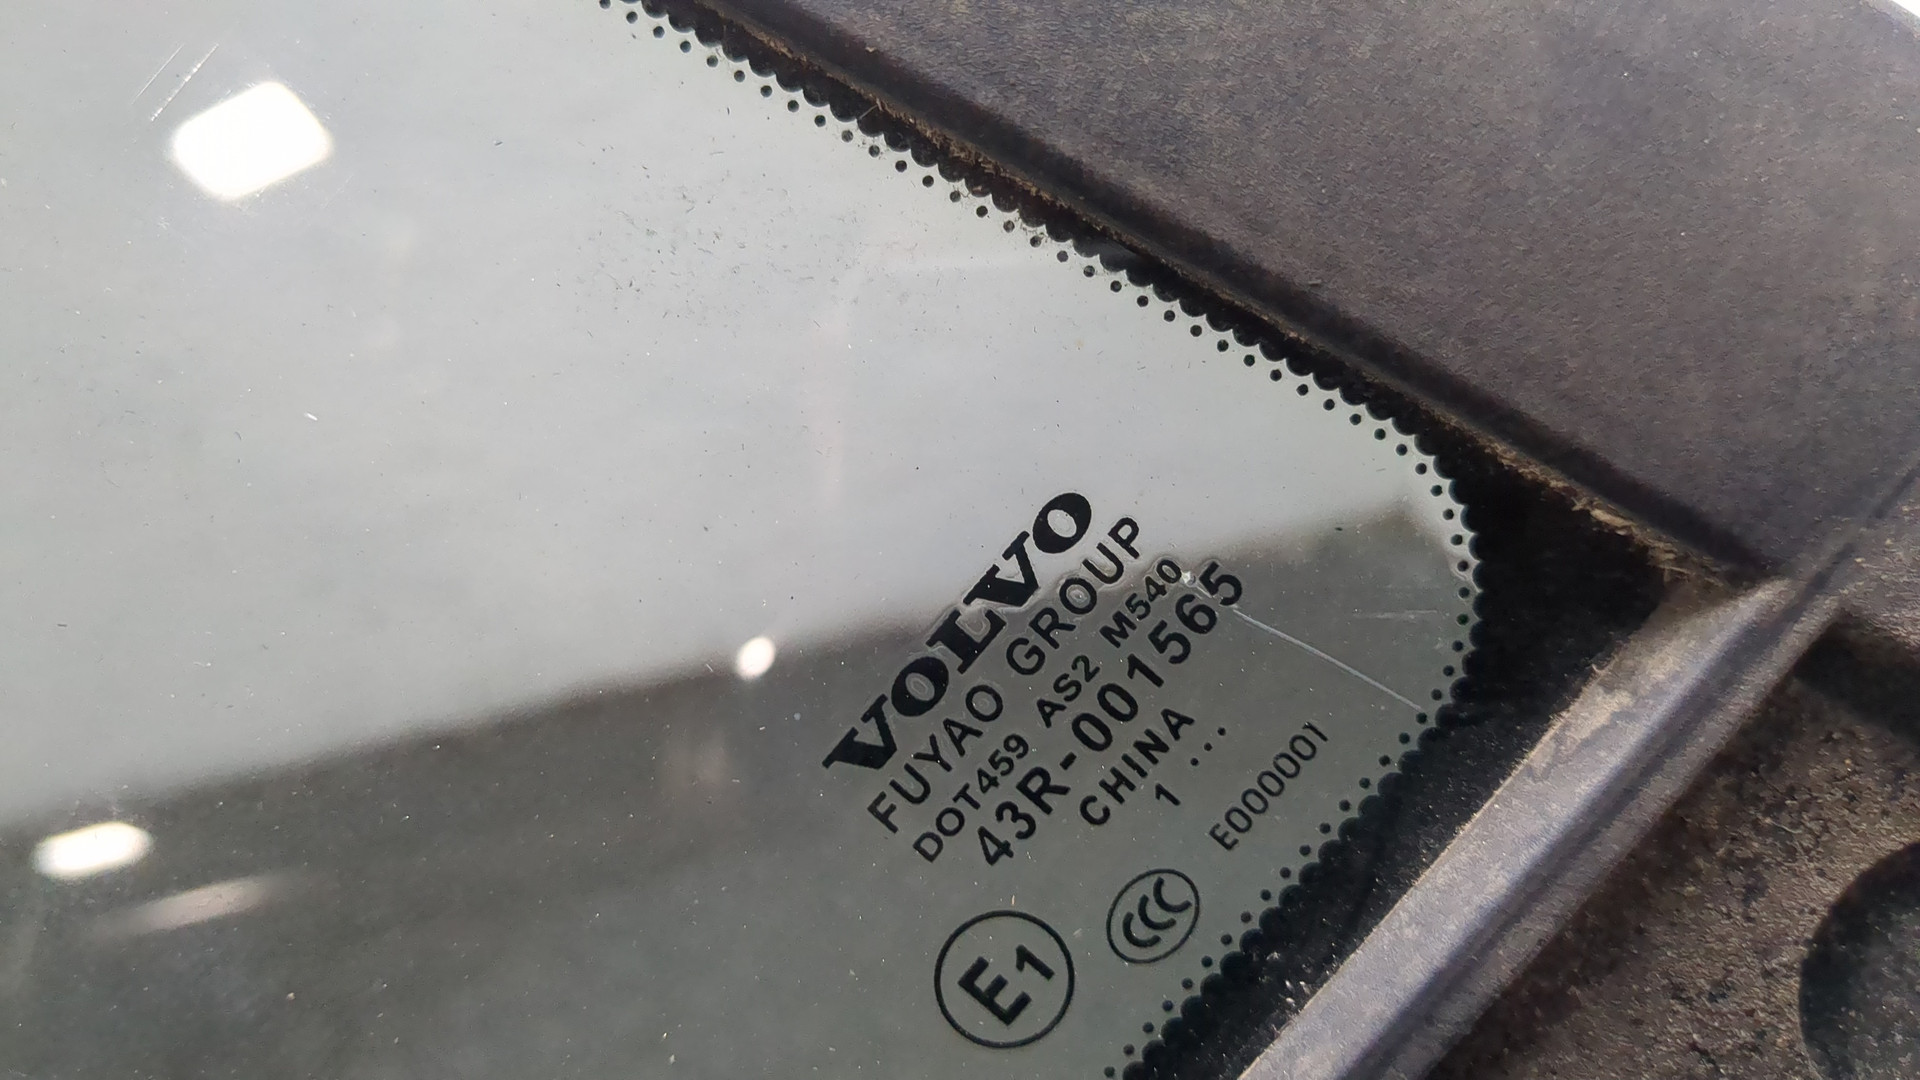 VOLVO
FUYAO GROUP
DOT459 AS2 M540
43R-001565
CHINA
1 ...
E000001
E1
CCC